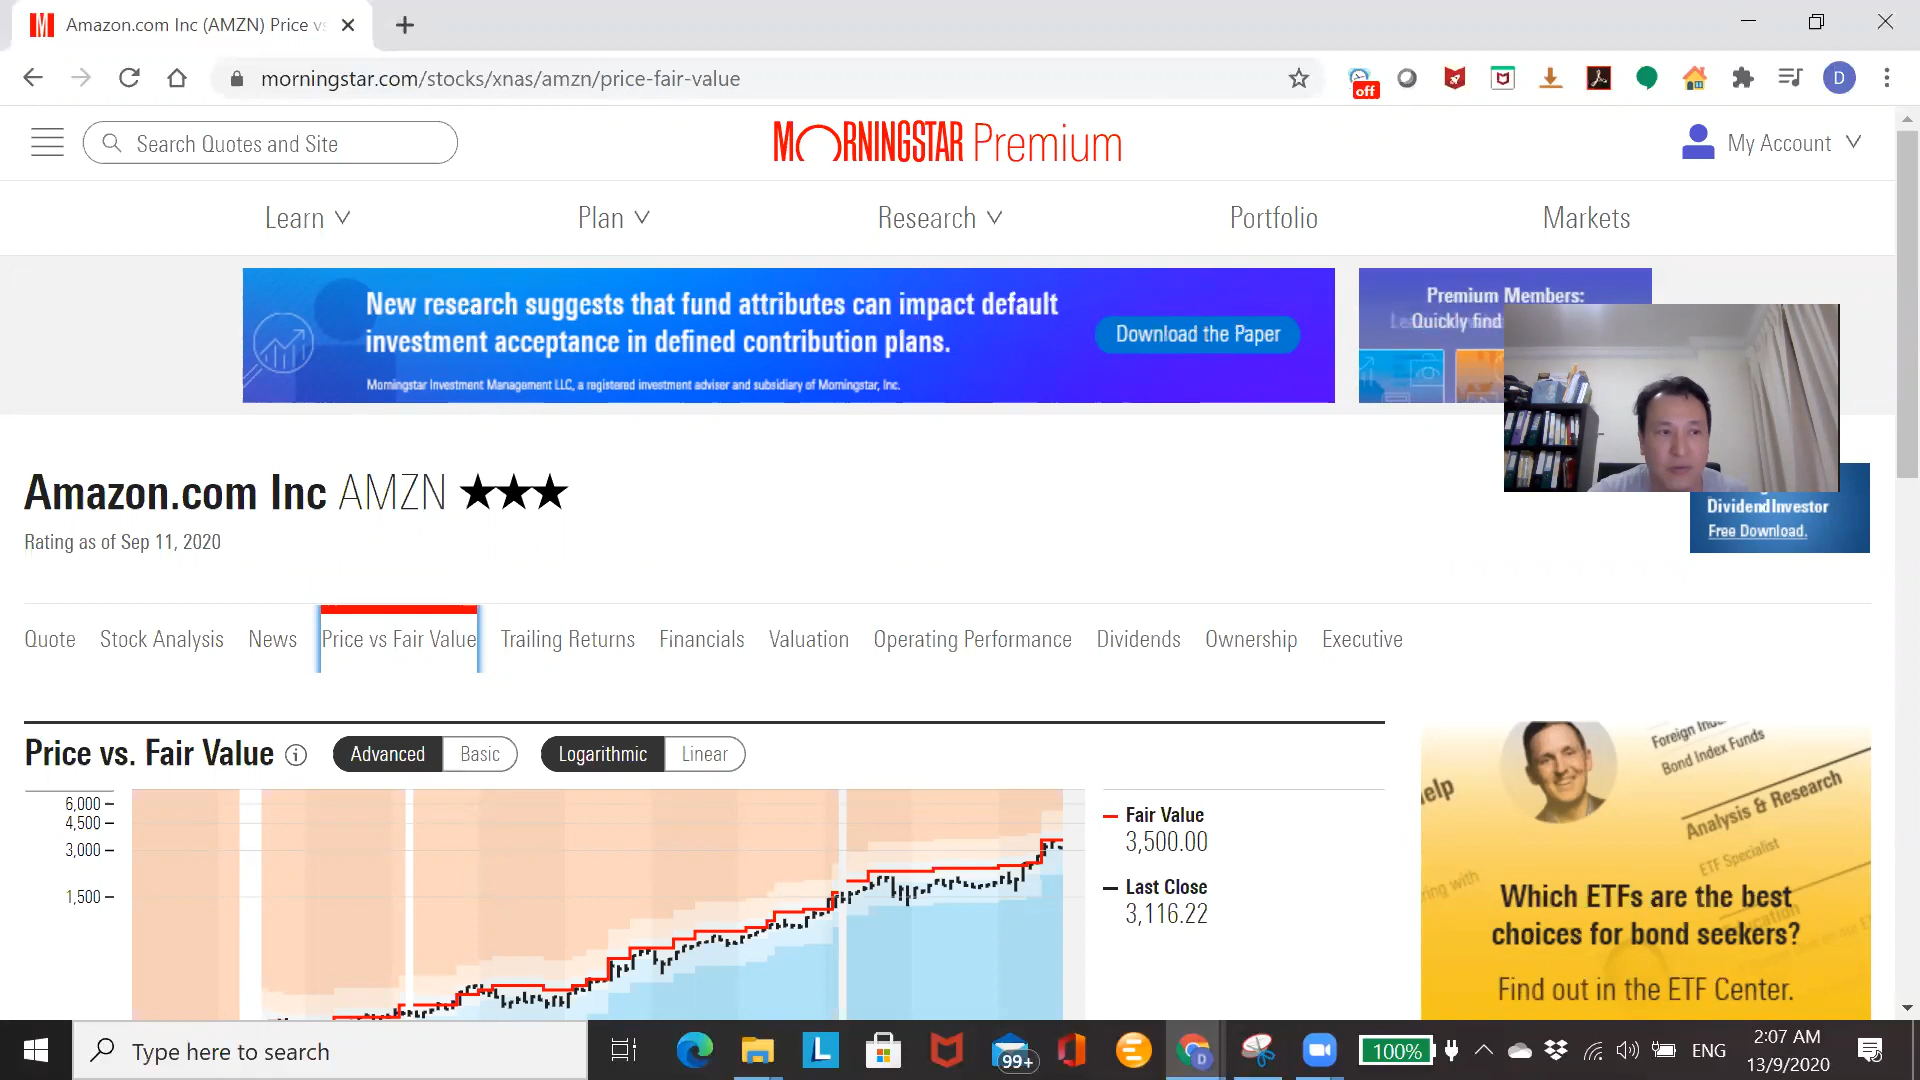 Amazon.com Inc (AMZN) Price vs
morningstar.com/stocks/xnas/amzn/price-fair-value
off
D
Search Quotes and Site
MORNINGSTAR Premium
My Account
Learn
Plan
Research
Portfolio
Markets
New research suggests that fund attributes can impact default
investment acceptance in defined contribution plans.
Morningstar Investment Management LLC, a registered investment adviser and subsidiary of Morningstar, Inc.
Download the Paper
Premium Members:
Quickly find
DividendInvestor
Free Download.
Amazon.com Inc AMZN ★★★
Rating as of Sep 11, 2020
Quote
Stock Analysis
News
Price vs Fair Value
Trailing Returns
Financials
Valuation
Operating Performance
Dividends
Ownership
Executive
Price vs. Fair Value
Advanced
Basic
Logarithmic
Linear
6,000
4,500
3,000
1,500
Fair Value
3,500.00
Last Close
3,116.22
Foreign
Bond Index Funds
Analysis & Research
ETF Specialist
Which ETFs are the best
choices for bond seekers?
Find out in the ETF Center.
Type here to search
L
99+
D
100%
ENG
2:07 AM
13/9/2020